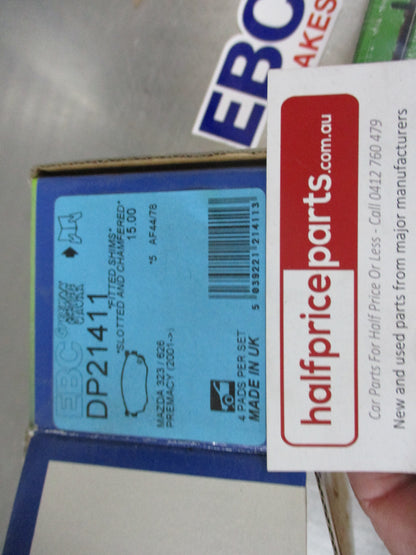 EBC
BRAKES
EBC
DP21411
*FITTED SHIMS*
*SLOTTED AND CHAMFERED*
15.00
*5 AF44/78
MAZDA 323 / 626
PREMACY (2001->)
4 PADS PER SET
MADE IN UK
5 039221 214113
halfpriceparts.com.au
Car Parts For Half Price Or Less - Call 0412 760 479
New and used parts from major manufacturers